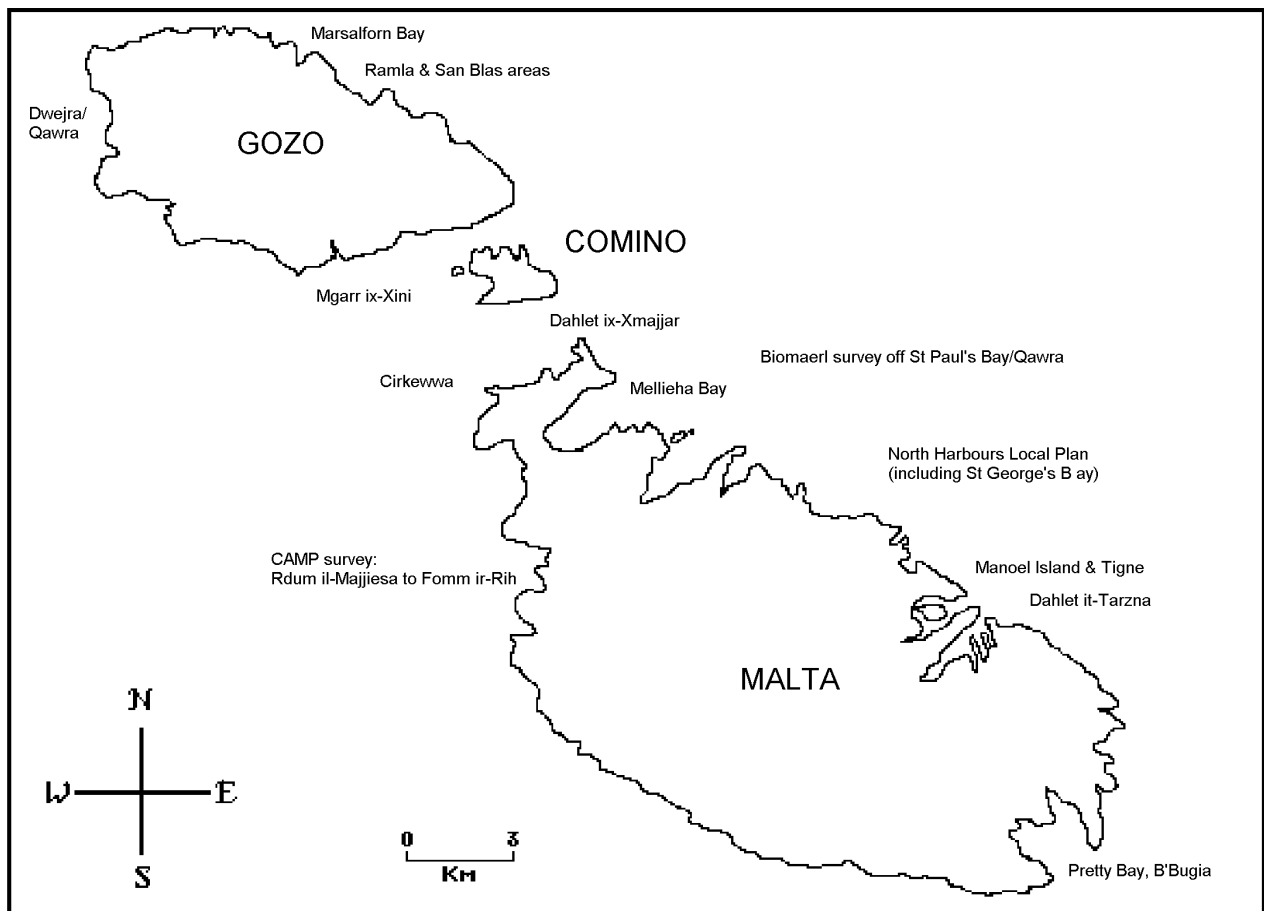 Marsalforn Bay
Ramla & San Blas areas
Dwejra/
Qawra
GOZO
COMINO
Mgarr ix-Xini
Dahlet ix-Xmajjar
Biomaerl survey off St Paul's Bay/Qawra
Cirkewwa
Mellieha Bay
North Harbours Local Plan
(including St George's B ay)
CAMP survey:
Rdum il-Majjiesa to Fomm ir-Rih
Manoel Island & Tigne
Dahlet it-Tarzna
MALTA
N
W E
S
0 3
KM
Pretty Bay, B'Bugia